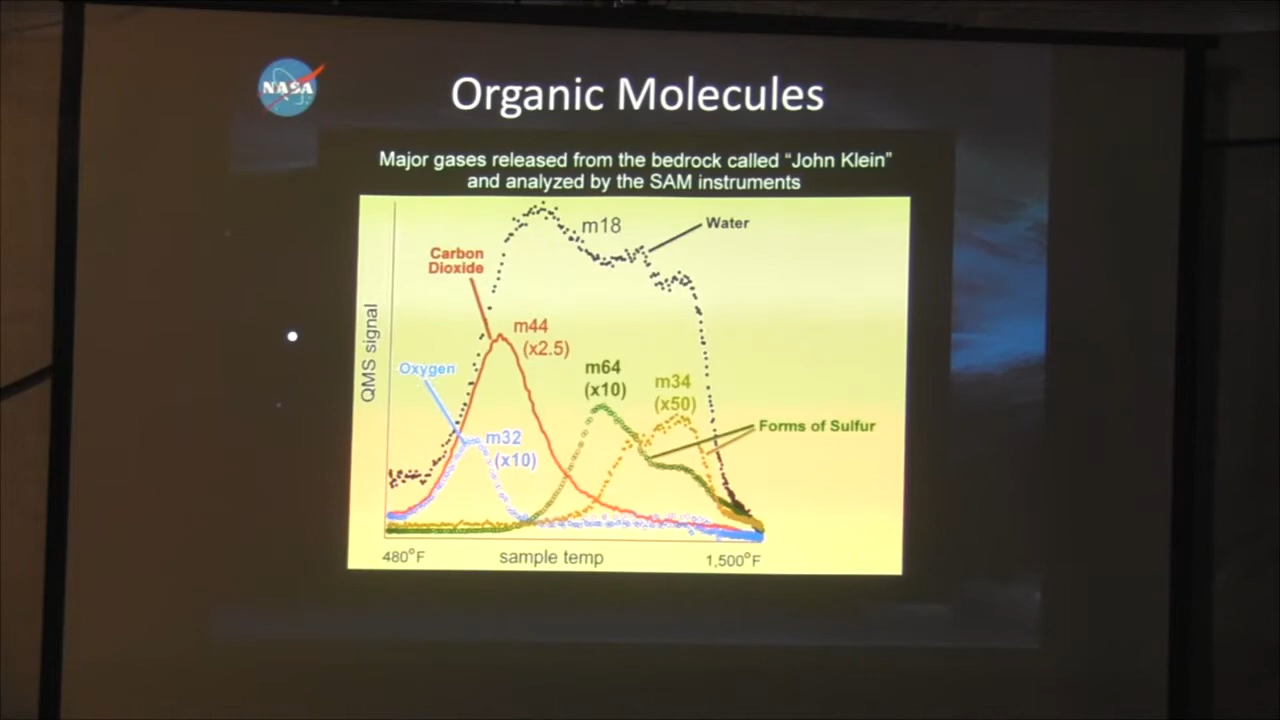 NASA
Organic Molecules
Major gases released from the bedrock called “John Klein”
and analyzed by the SAM instruments
m18
Water
Carbon
Dioxide
m44
(x2.5)
QMS signal
Oxygen
m64
(x10)
m34
(x50)
m32
(x10)
Forms of Sulfur
480°F
sample temp
1,500°F